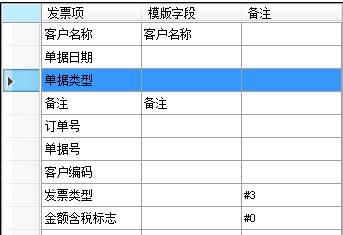 发票项 模版字段 备注
客户名称 客户名称
单据日期
单据类型
备注 备注
订单号
单据号
客户编码
发票类型 #3
金额含税标志 #0